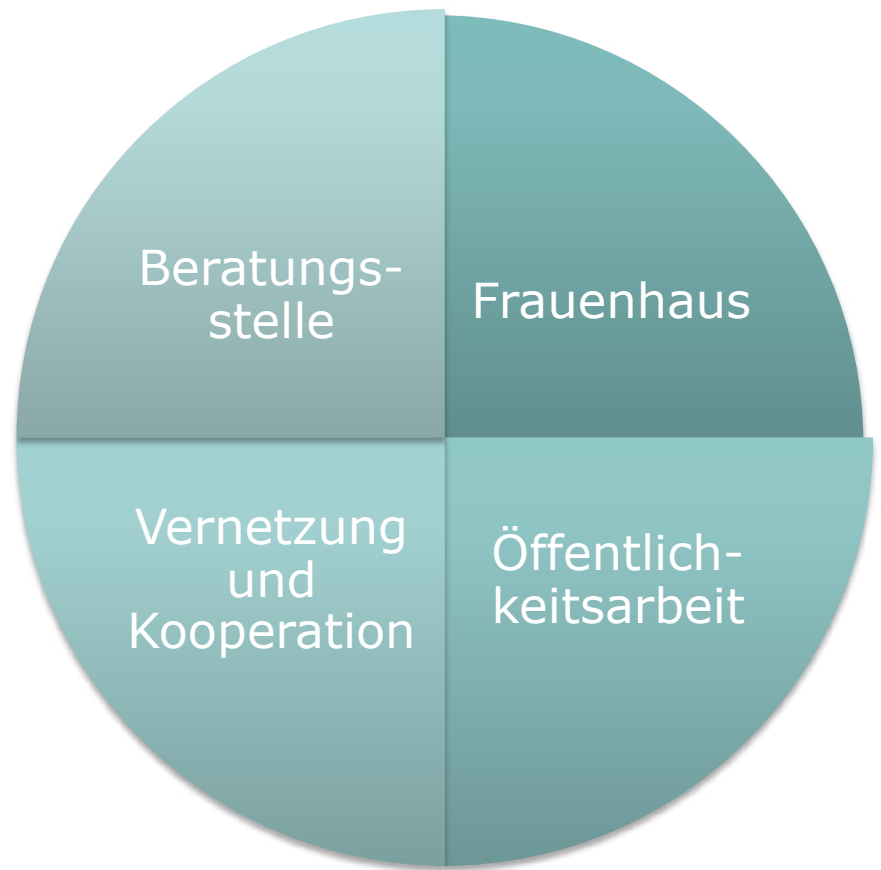 Beratungs-
stelle
Frauenhaus
Vernetzung
und
Kooperation
Öffentlich-
keitsarbeit